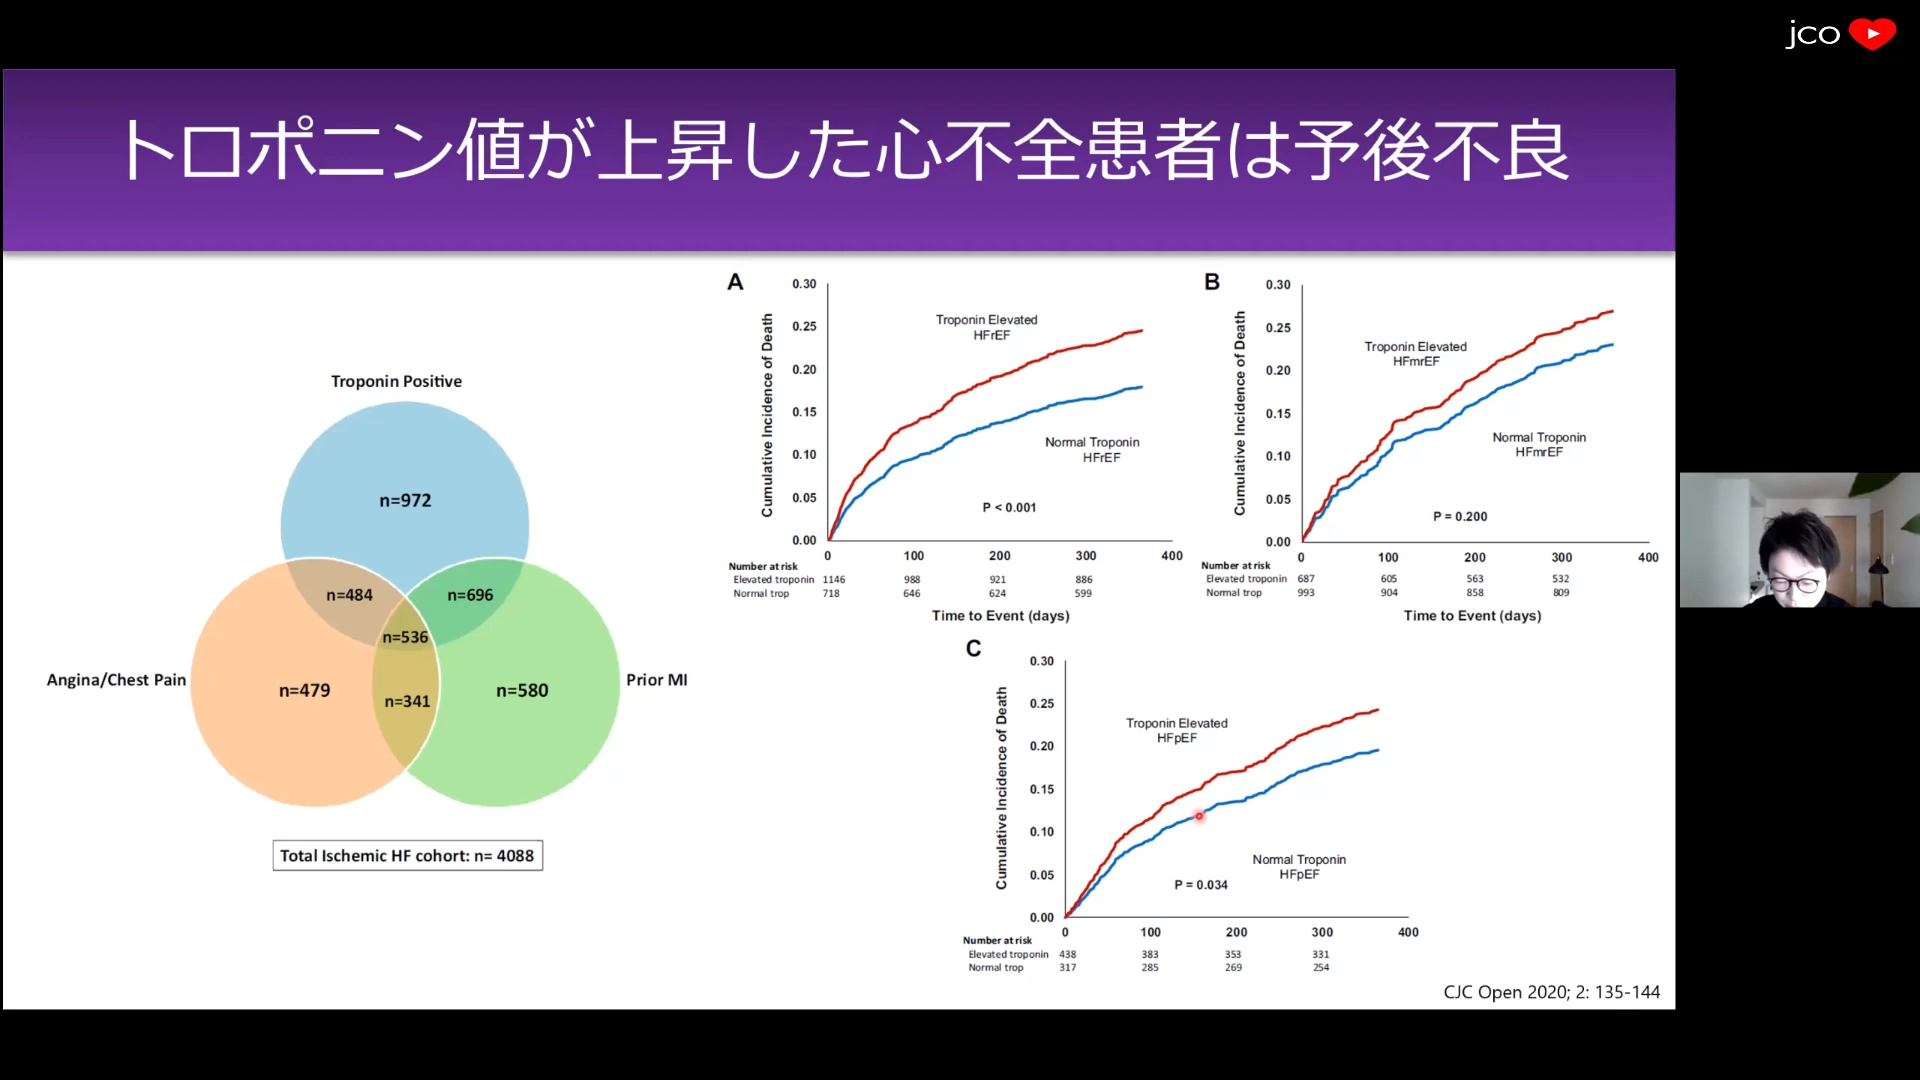 jco
トロポニン値が上昇した心不全患者は予後不良
Troponin Positive
n=972
n=484
n=696
n=536
Angina/Chest Pain
n=479
n=341
n=580
Prior MI
Total Ischemic HF cohort: n= 4088
A
Cumulative Incidence of Death
0.30
0.25
0.20
0.15
0.10
0.05
0.00
Troponin Elevated
HFrEF
Normal Troponin
HFrEF
P < 0.001
0 100 200 300 400
Number at risk
Elevated troponin 1146 988 921 886
Normal trop 718 646 624 599
Time to Event (days)
B
Cumulative Incidence of Death
0.30
0.25
0.20
0.15
0.10
0.05
0.00
Troponin Elevated
HFmrEF
Normal Troponin
HFmrEF
P = 0.200
0 100 200 300 400
Number at risk
Elevated troponin 687 605 563 532
Normal trop 993 904 858 809
Time to Event (days)
C
Cumulative Incidence of Death
0.30
0.25
0.20
0.15
0.10
0.05
0.00
Troponin Elevated
HFpEF
Normal Troponin
HFpEF
P = 0.034
0 100 200 300 400
Number at risk
Elevated troponin 438 383 353 331
Normal trop 317 285 269 254
CJC Open 2020; 2: 135-144